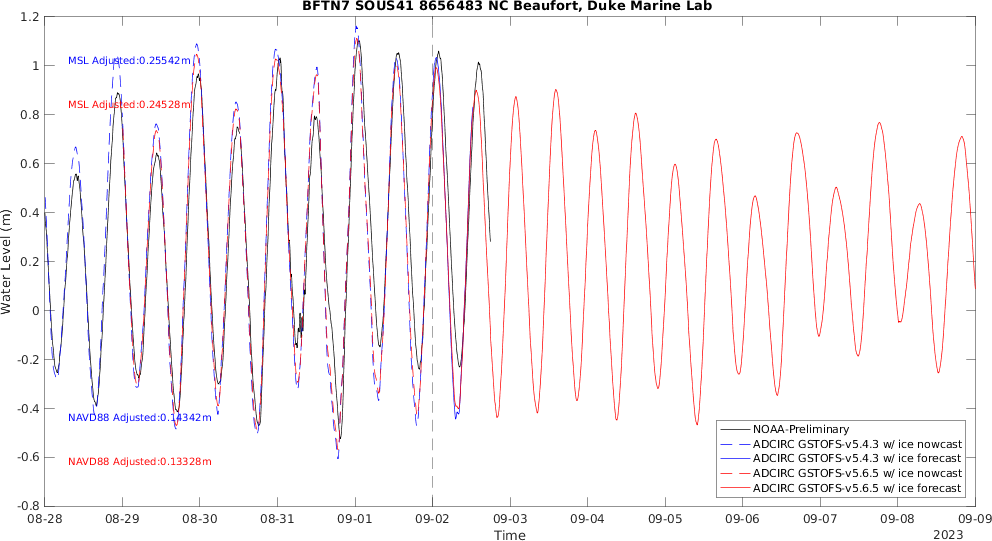 BFTN7 SOUS41 8656483 NC Beaufort, Duke Marine Lab
1.2
1
0.8
0.6
0.4
0.2
0
-0.2
-0.4
-0.6
-0.8
Water Level (m)
MSL Adjusted:0.25542m
MSL Adjusted:0.24528m
NAVD88 Adjusted:0.14342m
NAVD88 Adjusted:0.13328m
NOAA-Preliminary
ADCIRC GSTOFS-v5.4.3 w/ ice nowcast
ADCIRC GSTOFS-v5.4.3 w/ ice forecast
ADCIRC GSTOFS-v5.6.5 w/ ice nowcast
ADCIRC GSTOFS-v5.6.5 w/ ice forecast
08-28 08-29 08-30 08-31 09-01 09-02 09-03 09-04 09-05 09-06 09-07 09-08 09-09
Time
2023